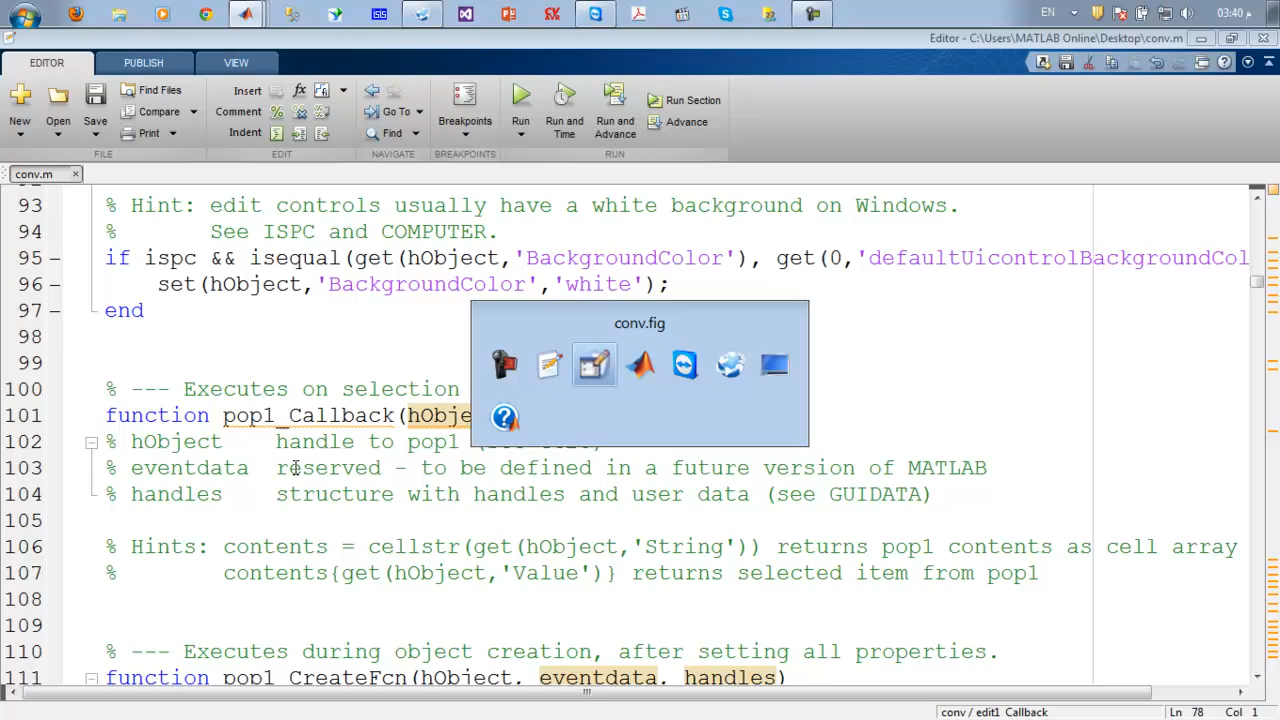 EN
03:40 م
Editor - C:\Users\MATLAB Online\Desktop\conv.m
EDITOR PUBLISH VIEW
New Open Save
Find Files
Compare
Print
FILE
Insert fx
Comment %
Indent
EDIT
Go To
Find
NAVIGATE
Breakpoints
BREAKPOINTS
Run
Run and Time
Run and Advance
Run Section
Advance
RUN
conv.m
93 % Hint: edit controls usually have a white background on Windows.
94 %       See ISPC and COMPUTER.
95 if ispc && isequal(get(hObject,'BackgroundColor'), get(0,'defaultUicontrolBackgroundCol
96     set(hObject,'BackgroundColor','white');
97 end
98
99
100 % --- Executes on selection
101 function pop1_Callback(hObje
102 % hObject    handle to pop1
103 % eventdata  reserved - to be defined in a future version of MATLAB
104 % handles    structure with handles and user data (see GUIDATA)
105
106 % Hints: contents = cellstr(get(hObject,'String')) returns pop1 contents as cell array
107 %        contents{get(hObject,'Value')} returns selected item from pop1
108
109
110 % --- Executes during object creation, after setting all properties.
111 function pop1_CreateFcn(hObject, eventdata, handles)
conv.fig
conv / edit1_Callback
Ln 78 Col 1